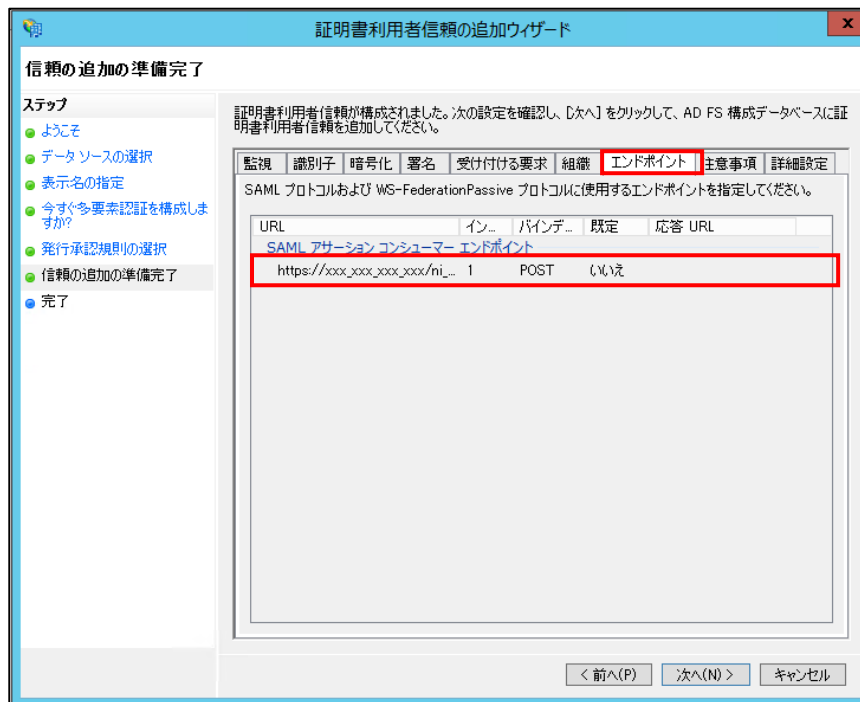 証明書利用者信頼の追加ウィザード
x
信頼の追加の準備完了
ステップ
ようこそ
データ ソースの選択
表示名の指定
今すぐ多要素認証を構成しま
すか?
発行承認規則の選択
信頼の追加の準備完了
完了
証明書利用者信頼が構成されました。次の設定を確認し、[次へ] をクリックして、AD FS 構成データベースに証
明書利用者信頼を追加してください。
監視 識別子 暗号化 署名 受け付ける要求 組織 エンドポイント 注意事項 詳細設定
SAML プロトコルおよび WS-FederationPassive プロトコルに使用するエンドポイントを指定してください。
URL イン... バインデ... 既定 応答 URL
SAML アサーション コンシューマー エンドポイント
https://xxx_xxx_xxx_xxx/ni_... 1 POST いいえ
< 前へ(P) 次へ(N) > キャンセル